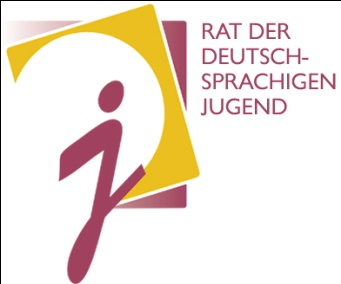 RAT DER
DEUTSCH-
SPRACHIGEN
JUGEND
j